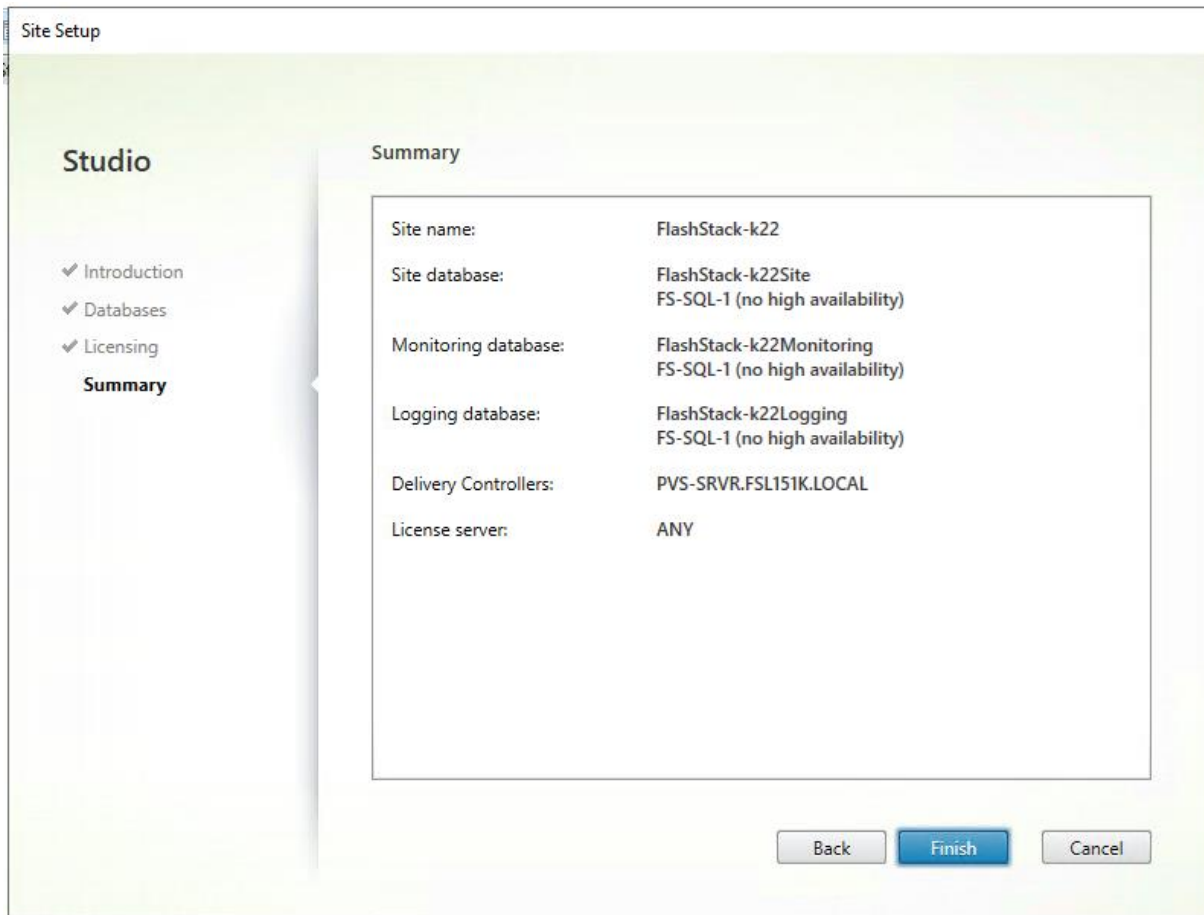 Site Setup
Studio
Introduction
Databases
Licensing
Summary
Summary
Site name: FlashStack-k22
Site database: FlashStack-k22Site
FS-SQL-1 (no high availability)
Monitoring database: FlashStack-k22Monitoring
FS-SQL-1 (no high availability)
Logging database: FlashStack-k22Logging
FS-SQL-1 (no high availability)
Delivery Controllers: PVS-SRVR.FSL151K.LOCAL
License server: ANY
Back Finish Cancel